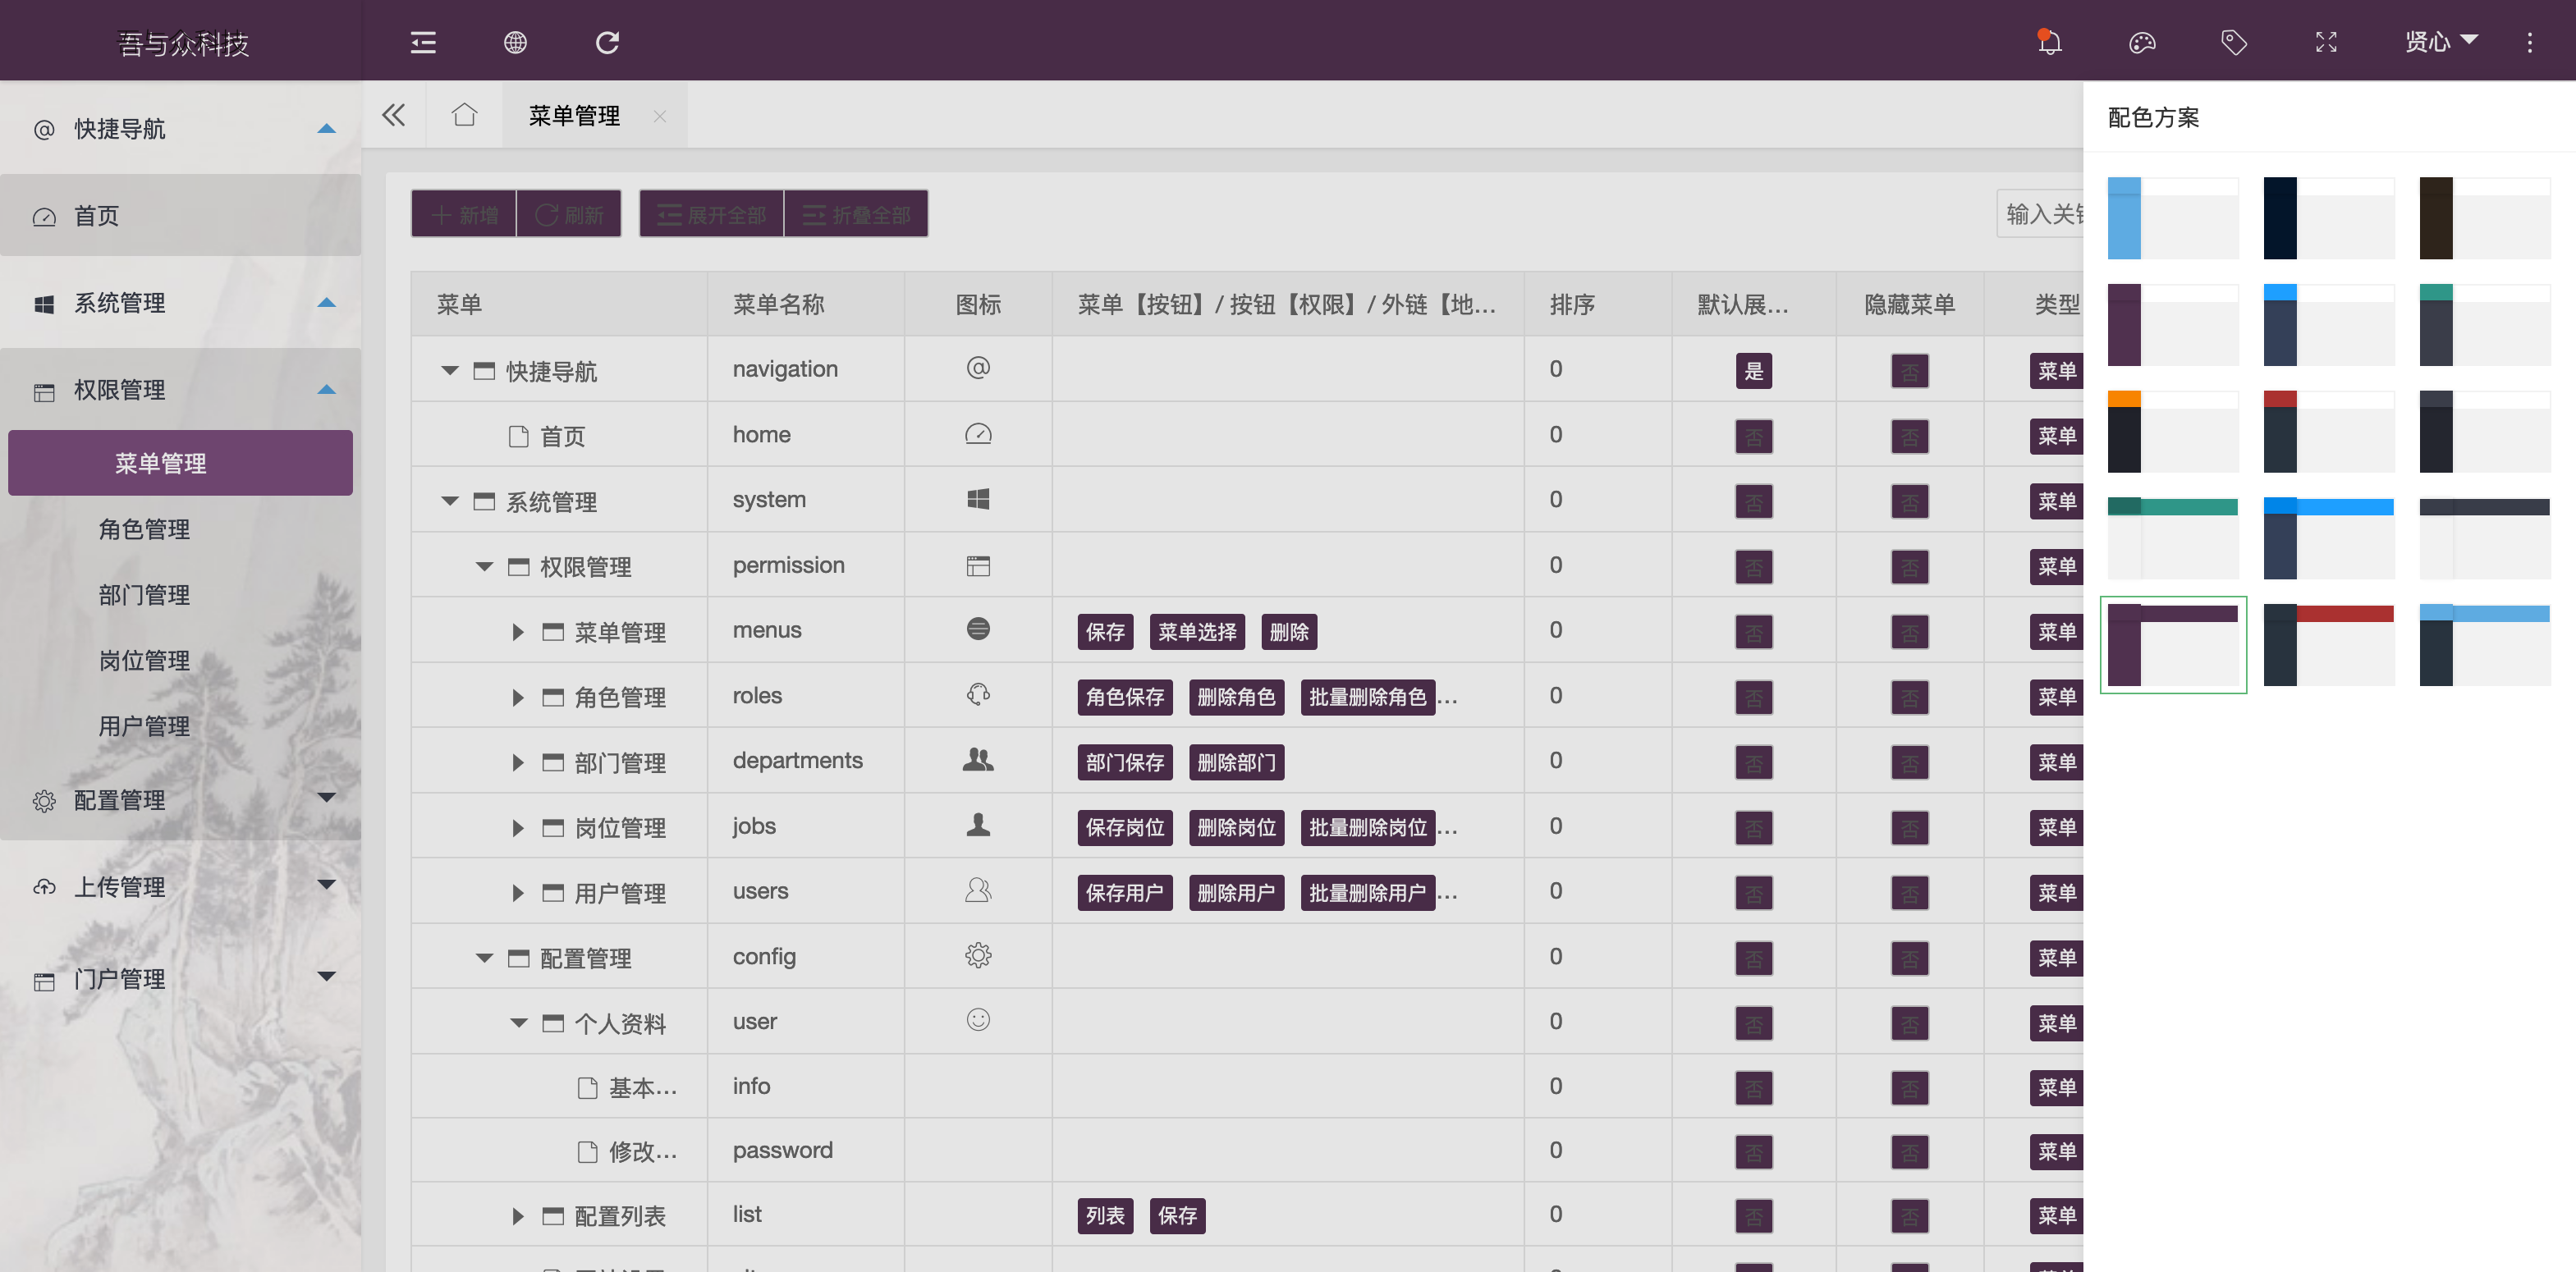 吾与众科技
贤心
快捷导航
首页
系统管理
权限管理
菜单管理
角色管理
部门管理
岗位管理
用户管理
配置管理
上传管理
门户管理
菜单管理
新增 刷新 展开全部 折叠全部
输入关
菜单 菜单名称 图标 菜单【按钮】/ 按钮【权限】/ 外链【地... 排序 默认展... 隐藏菜单 类型
快捷导航 navigation 0 是 否 菜单
首页 home 0 否 否 菜单
系统管理 system 0 否 否 菜单
权限管理 permission 0 否 否 菜单
菜单管理 menus 保存 菜单选择 删除 0 否 否 菜单
角色管理 roles 角色保存 删除角色 批量删除角色... 0 否 否 菜单
部门管理 departments 部门保存 删除部门 0 否 否 菜单
岗位管理 jobs 保存岗位 删除岗位 批量删除岗位... 0 否 否 菜单
用户管理 users 保存用户 删除用户 批量删除用户... 0 否 否 菜单
配置管理 config 0 否 否 菜单
个人资料 user 0 否 否 菜单
基本... info 0 否 否 菜单
修改... password 0 否 否 菜单
配置列表 list 列表 保存 0 否 否 菜单
配色方案